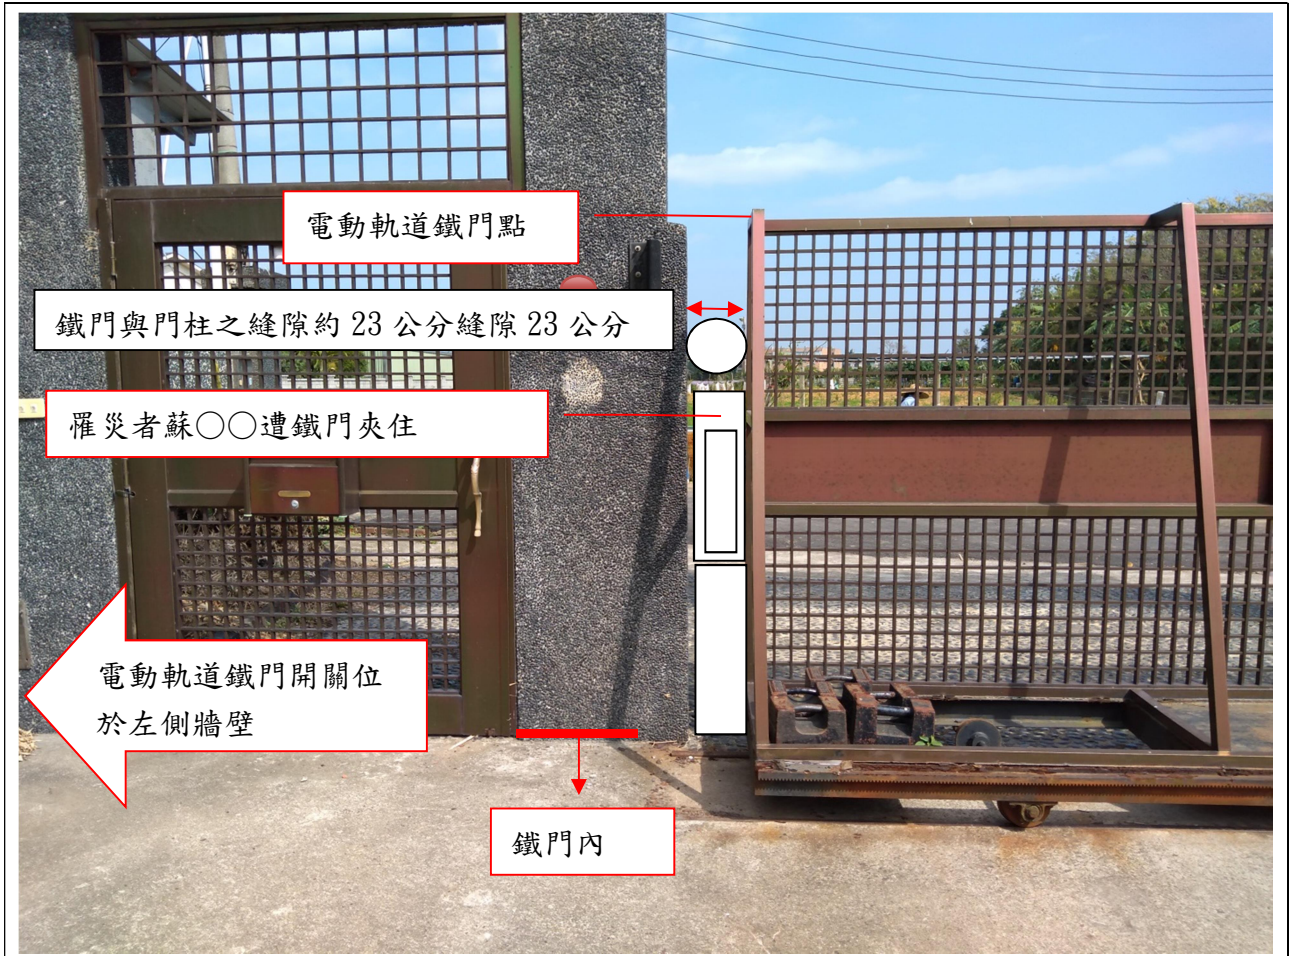 電動軌道鐵門點
鐵門與門柱之縫隙約 23 公分縫隙 23 公分
罹災者蘇○○遭鐵門夾住
電動軌道鐵門開關位
於左側牆壁
鐵門內